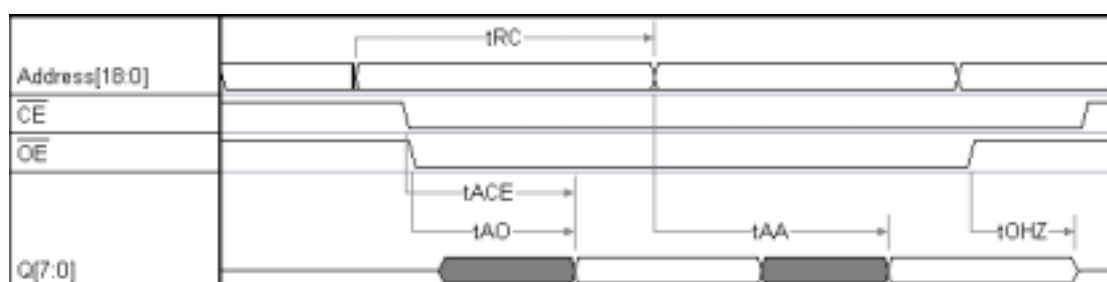 tRC
Address[18:0]
CE
OE
tACE
tAO
tAA
tOHZ
Q[7:0]